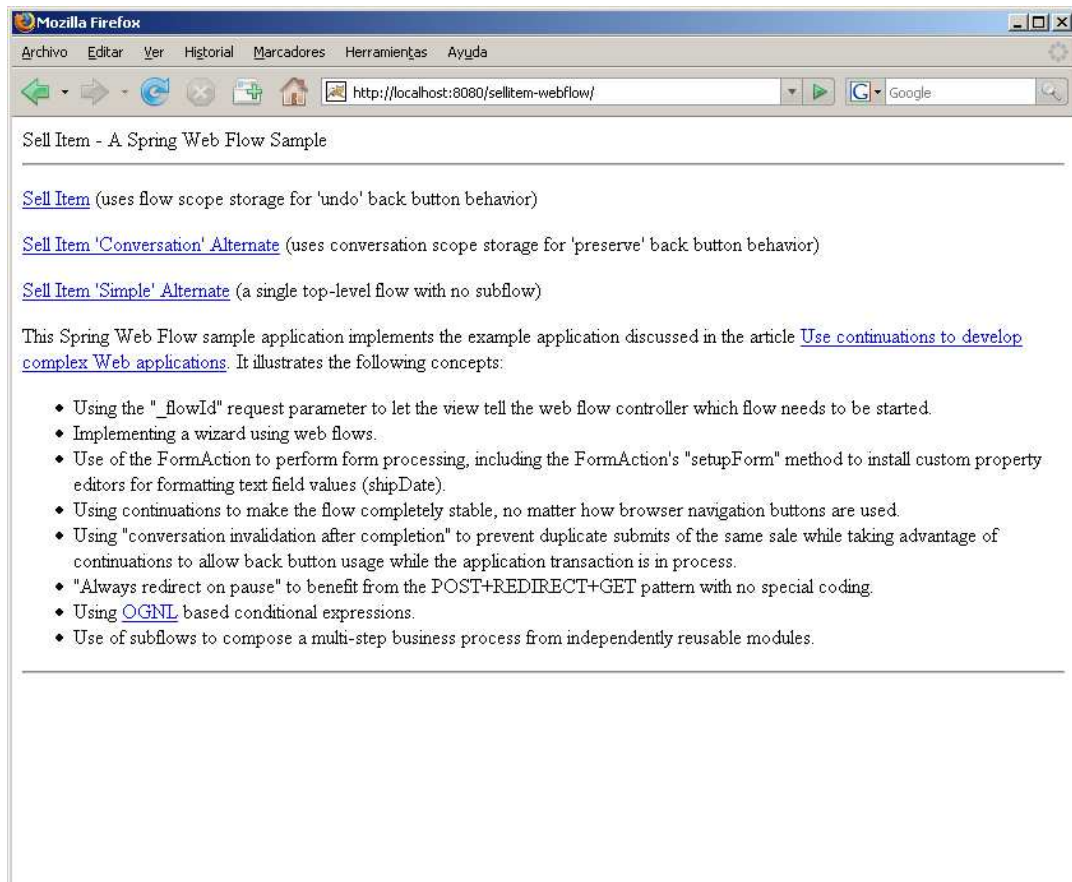 Mozilla Firefox
Archivo Editar Ver Historial Marcadores Herramientas Ayuda
http://localhost:8080/sellitem-webflow/ G Google
Sell Item - A Spring Web Flow Sample
Sell Item (uses flow scope storage for 'undo' back button behavior)
Sell Item 'Conversation' Alternate (uses conversation scope storage for 'preserve' back button behavior)
Sell Item 'Simple' Alternate (a single top-level flow with no subflow)
This Spring Web Flow sample application implements the example application discussed in the article Use continuations to develop
complex Web applications. It illustrates the following concepts:
• Using the "_flowId" request parameter to let the view tell the web flow controller which flow needs to be started.
• Implementing a wizard using web flows.
• Use of the FormAction to perform form processing, including the FormAction's "setupForm" method to install custom property
editors for formatting text field values (shipDate).
• Using continuations to make the flow completely stable, no matter how browser navigation buttons are used.
• Using "conversation invalidation after completion" to prevent duplicate submits of the same sale while taking advantage of
continuations to allow back button usage while the application transaction is in process.
• "Always redirect on pause" to benefit from the POST+REDIRECT+GET pattern with no special coding.
• Using OGNL based conditional expressions.
• Use of subflows to compose a multi-step business process from independently reusable modules.